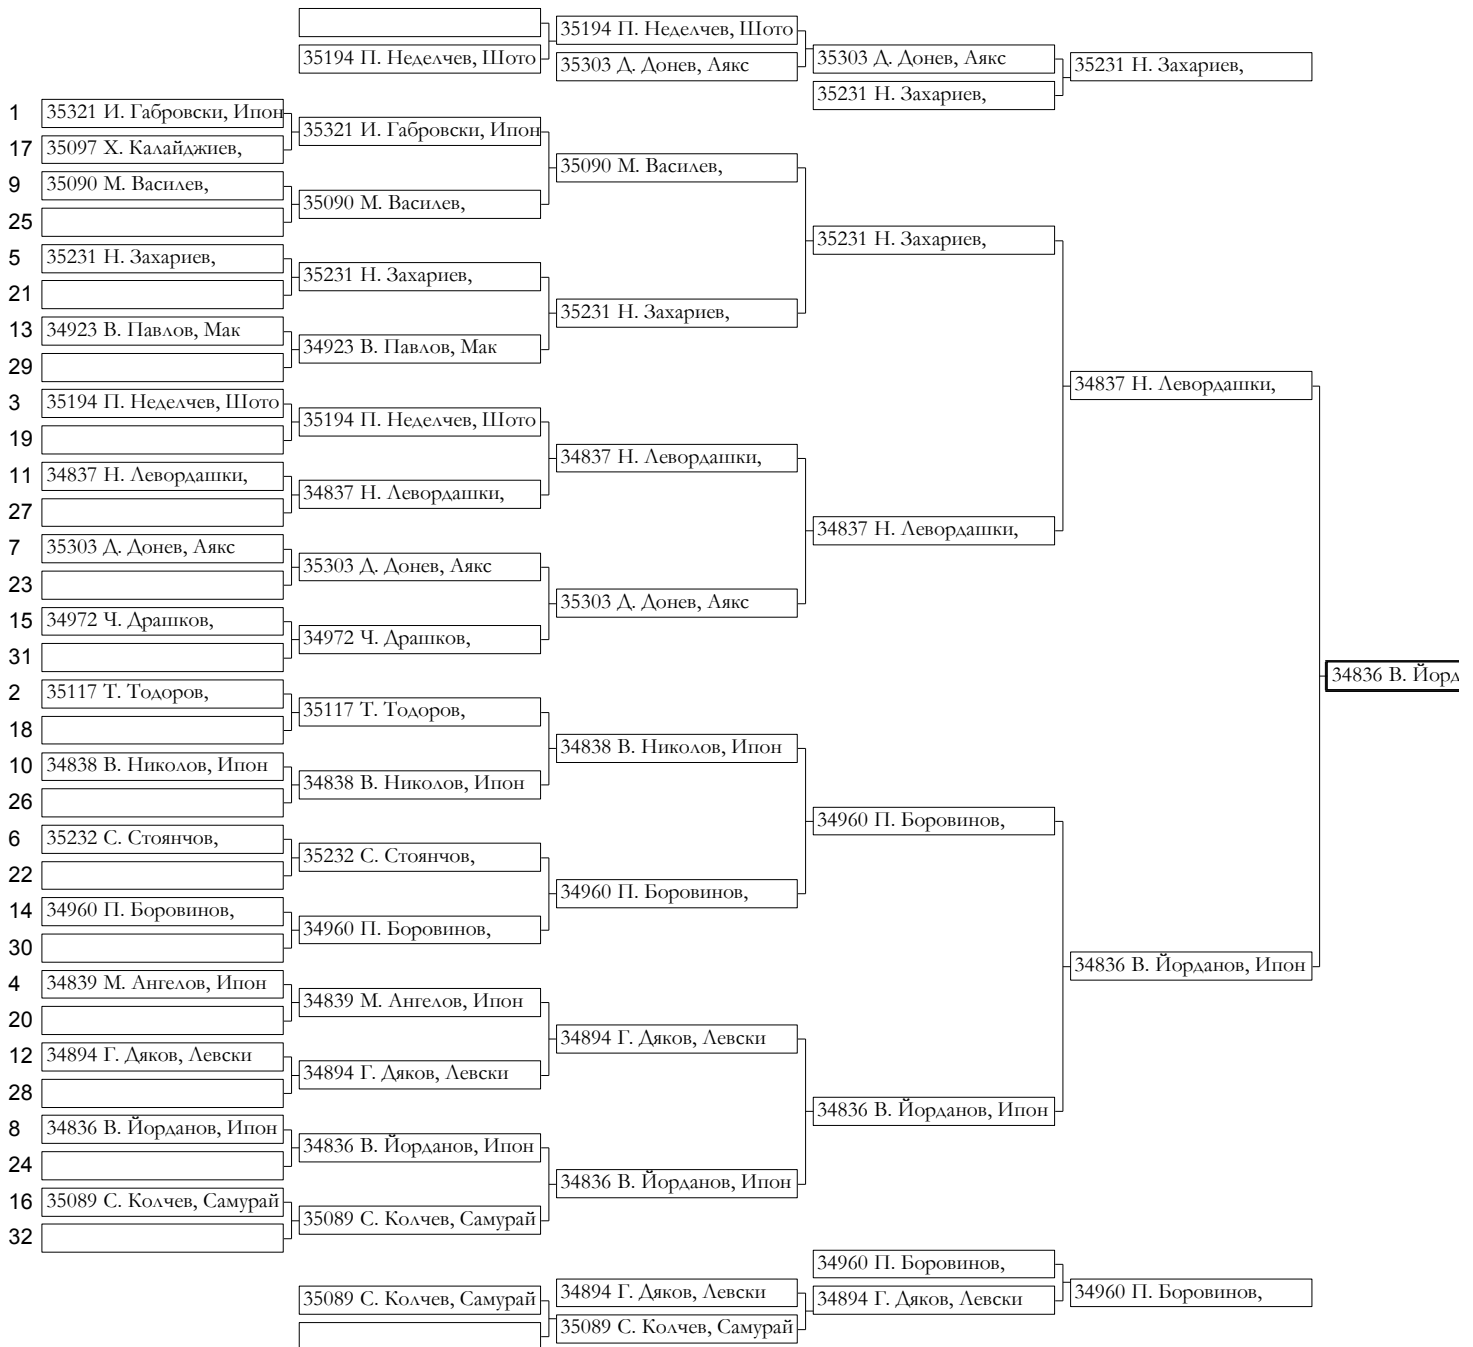 35194 П. Неделчев, Шото
35194 П. Неделчев, Шото
35303 Д. Донев, Аякс
35303 Д. Донев, Аякс
35231 Н. Захариев,
35231 Н. Захариев,
1 35321 И. Габровски, Ипон
17 35097 Х. Калайджиев,
9 35090 М. Василев,
25
5 35231 Н. Захариев,
21
13 34923 В. Павлов, Мак
29
3 35194 П. Неделчев, Шото
19
11 34837 Н. Левордашки,
27
7 35303 Д. Донев, Аякс
23
15 34972 Ч. Драшков,
31
2 35117 Т. Тодоров,
18
10 34838 В. Николов, Ипон
26
6 35232 С. Стоянчов,
22
14 34960 П. Боровинов,
30
4 34839 М. Ангелов, Ипон
20
12 34894 Г. Дяков, Левски
28
8 34836 В. Йорданов, Ипон
24
16 35089 С. Колчев, Самурай
32
35321 И. Габровски, Ипон
35090 М. Василев,
35231 Н. Захариев,
34923 В. Павлов, Мак
35194 П. Неделчев, Шото
34837 Н. Левордашки,
35303 Д. Донев, Аякс
34972 Ч. Драшков,
35117 Т. Тодоров,
34838 В. Николов, Ипон
35232 С. Стоянчов,
34960 П. Боровинов,
34839 М. Ангелов, Ипон
34894 Г. Дяков, Левски
34836 В. Йорданов, Ипон
35089 С. Колчев, Самурай
35090 М. Василев,
35231 Н. Захариев,
34837 Н. Левордашки,
35303 Д. Донев, Аякс
34838 В. Николов, Ипон
34960 П. Боровинов,
34894 Г. Дяков, Левски
34836 В. Йорданов, Ипон
35231 Н. Захариев,
34837 Н. Левордашки,
34960 П. Боровинов,
34836 В. Йорданов, Ипон
34837 Н. Левордашки,
34836 В. Йорданов, Ипон
34836 В. Йорд
35089 С. Колчев, Самурай
34894 Г. Дяков, Левски
35089 С. Колчев, Самурай
34960 П. Боровинов,
34894 Г. Дяков, Левски
34960 П. Боровинов,